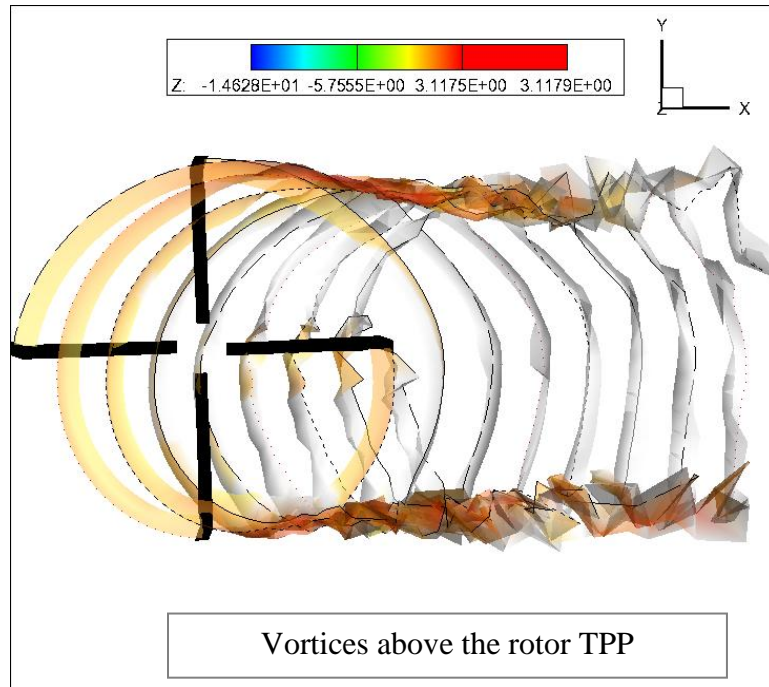 Y
Z: -1.4628E+01 -5.7555E+00 3.1175E+00 3.1179E+00
Z X
Vortices above the rotor TPP